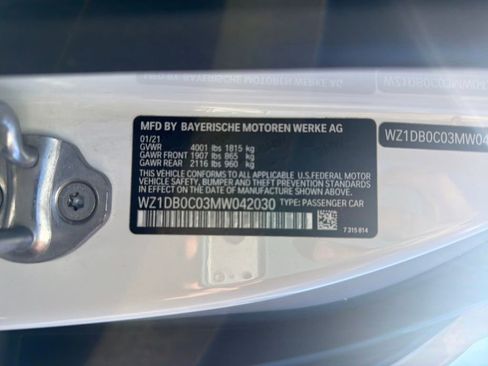 MFD BY BAYERISCHE MOTOREN WERKE AG
01/21
GVWR 4001 lbs 1815 kg
GAWR FRONT 1907 lbs 865 kg
GAWR REAR 2116 lbs 960 kg
THIS VEHICLE CONFORMS TO ALL APPLICABLE U.S.FEDERAL MOTOR
VEHICLE SAFETY, BUMPER AND THEFT PREVENTION STANDARDS
IN EFFECT ON THE DATE OF MANUFACTURE SHOWN ABOVE.
WZ1DB0C03MW042030 TYPE: PASSENGER CAR
7 315 814
WZ1DB0C03MW04